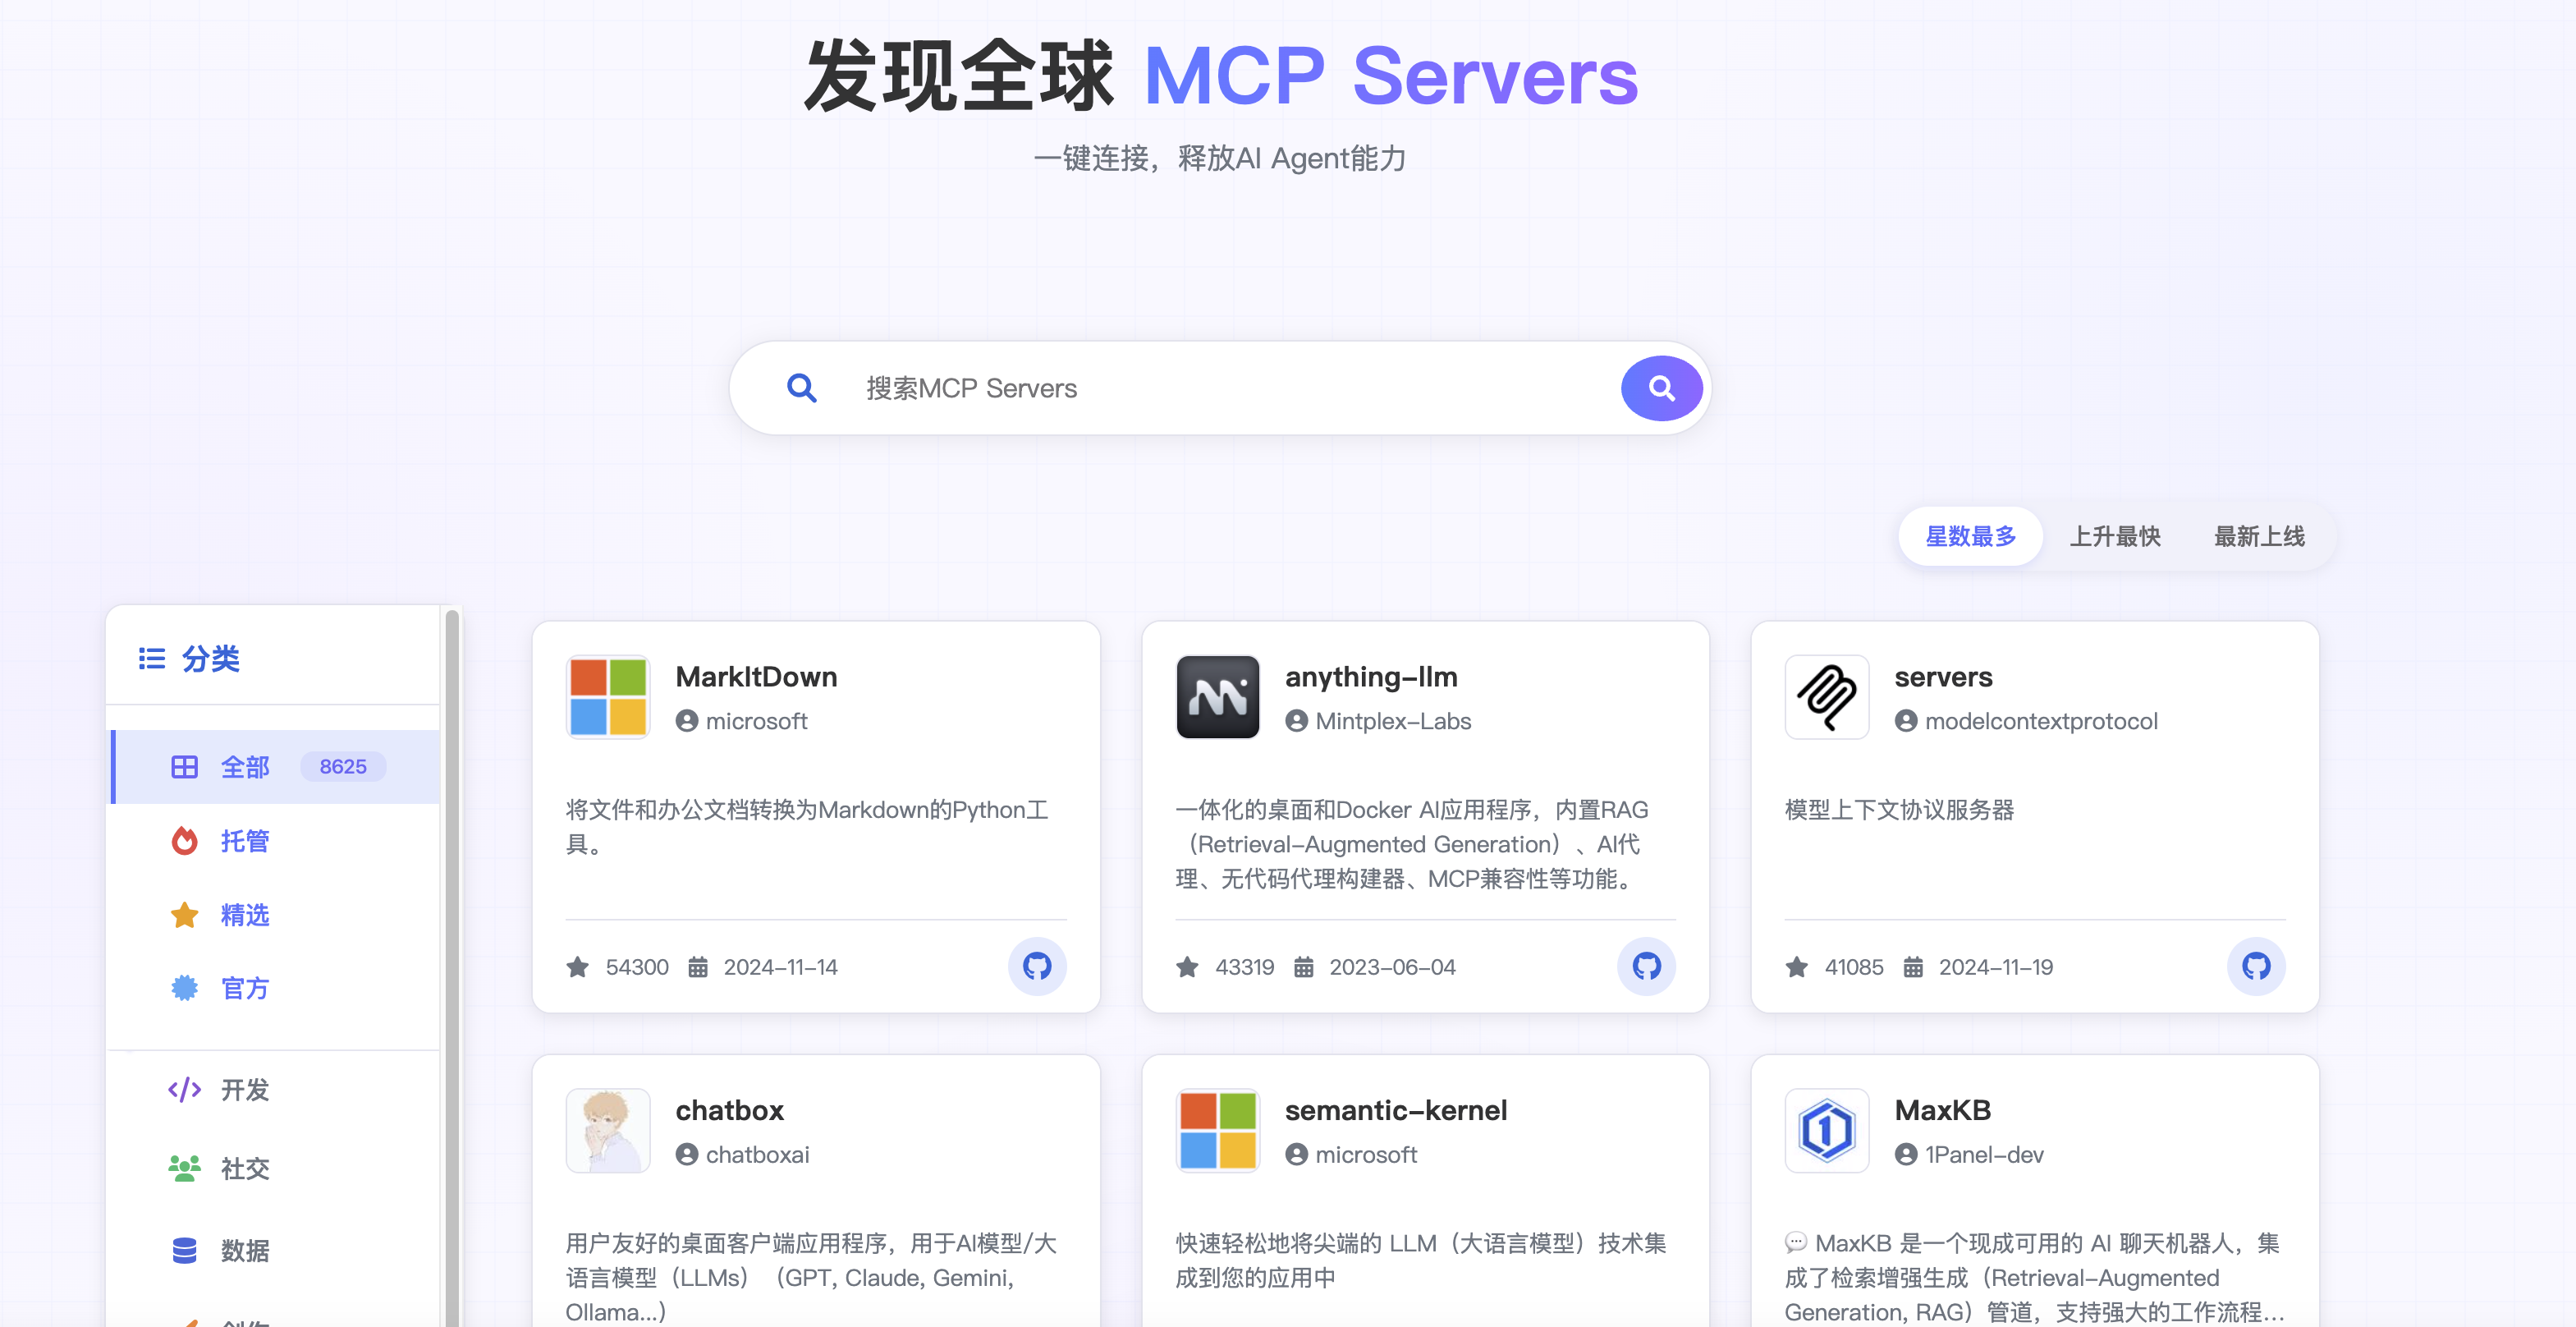 发现全球 MCP Servers
一键连接，释放AI Agent能力
搜索MCP Servers
星数最多
上升最快
最新上线
分类
全部 8625
托管
精选
官方
开发
社交
数据
MarkItDown
microsoft
将文件和办公文档转换为Markdown的Python工
具。
54300 2024-11-14
anything-llm
Mintplex-Labs
一体化的桌面和Docker AI应用程序，内置RAG
（Retrieval-Augmented Generation）、AI代
理、无代码代理构建器、MCP兼容性等功能。
43319 2023-06-04
servers
modelcontextprotocol
模型上下文协议服务器
41085 2024-11-19
chatbox
chatboxai
用户友好的桌面客户端应用程序，用于AI模型/大
语言模型（LLMs）（GPT, Claude, Gemini,
Ollama...)
semantic-kernel
microsoft
快速轻松地将尖端的 LLM（大语言模型）技术集
成到您的应用中
MaxKB
1Panel-dev
💬 MaxKB 是一个现成可用的 AI 聊天机器人，集
成了检索增强生成（Retrieval-Augmented
Generation, RAG）管道，支持强大的工作流程...